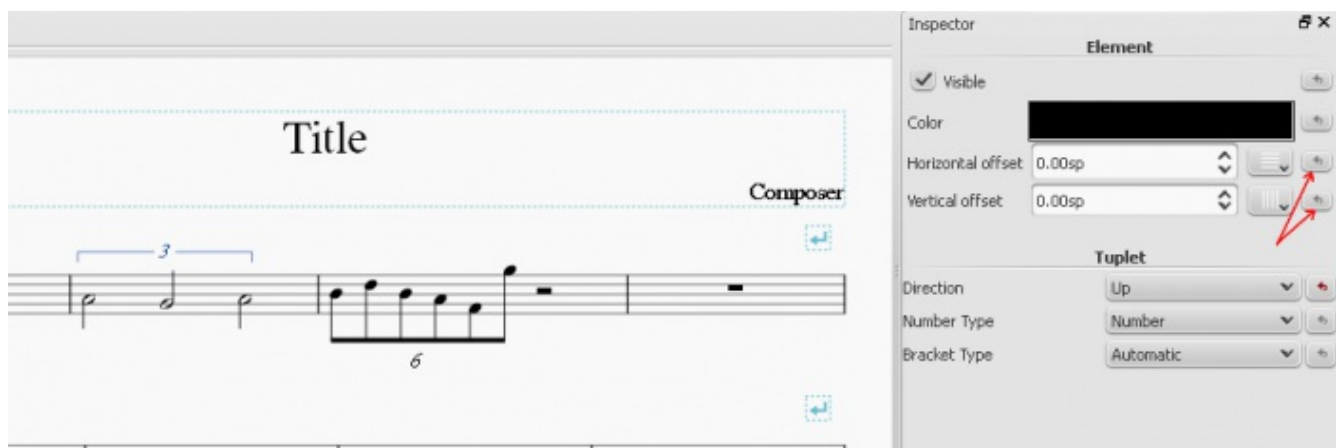 Inspector
Element
Visible
Color
Horizontal offset 0.00sp
Vertical offset 0.00sp
Tuplet
Direction Up
Number Type Number
Bracket Type Automatic
Title
Composer
3
6